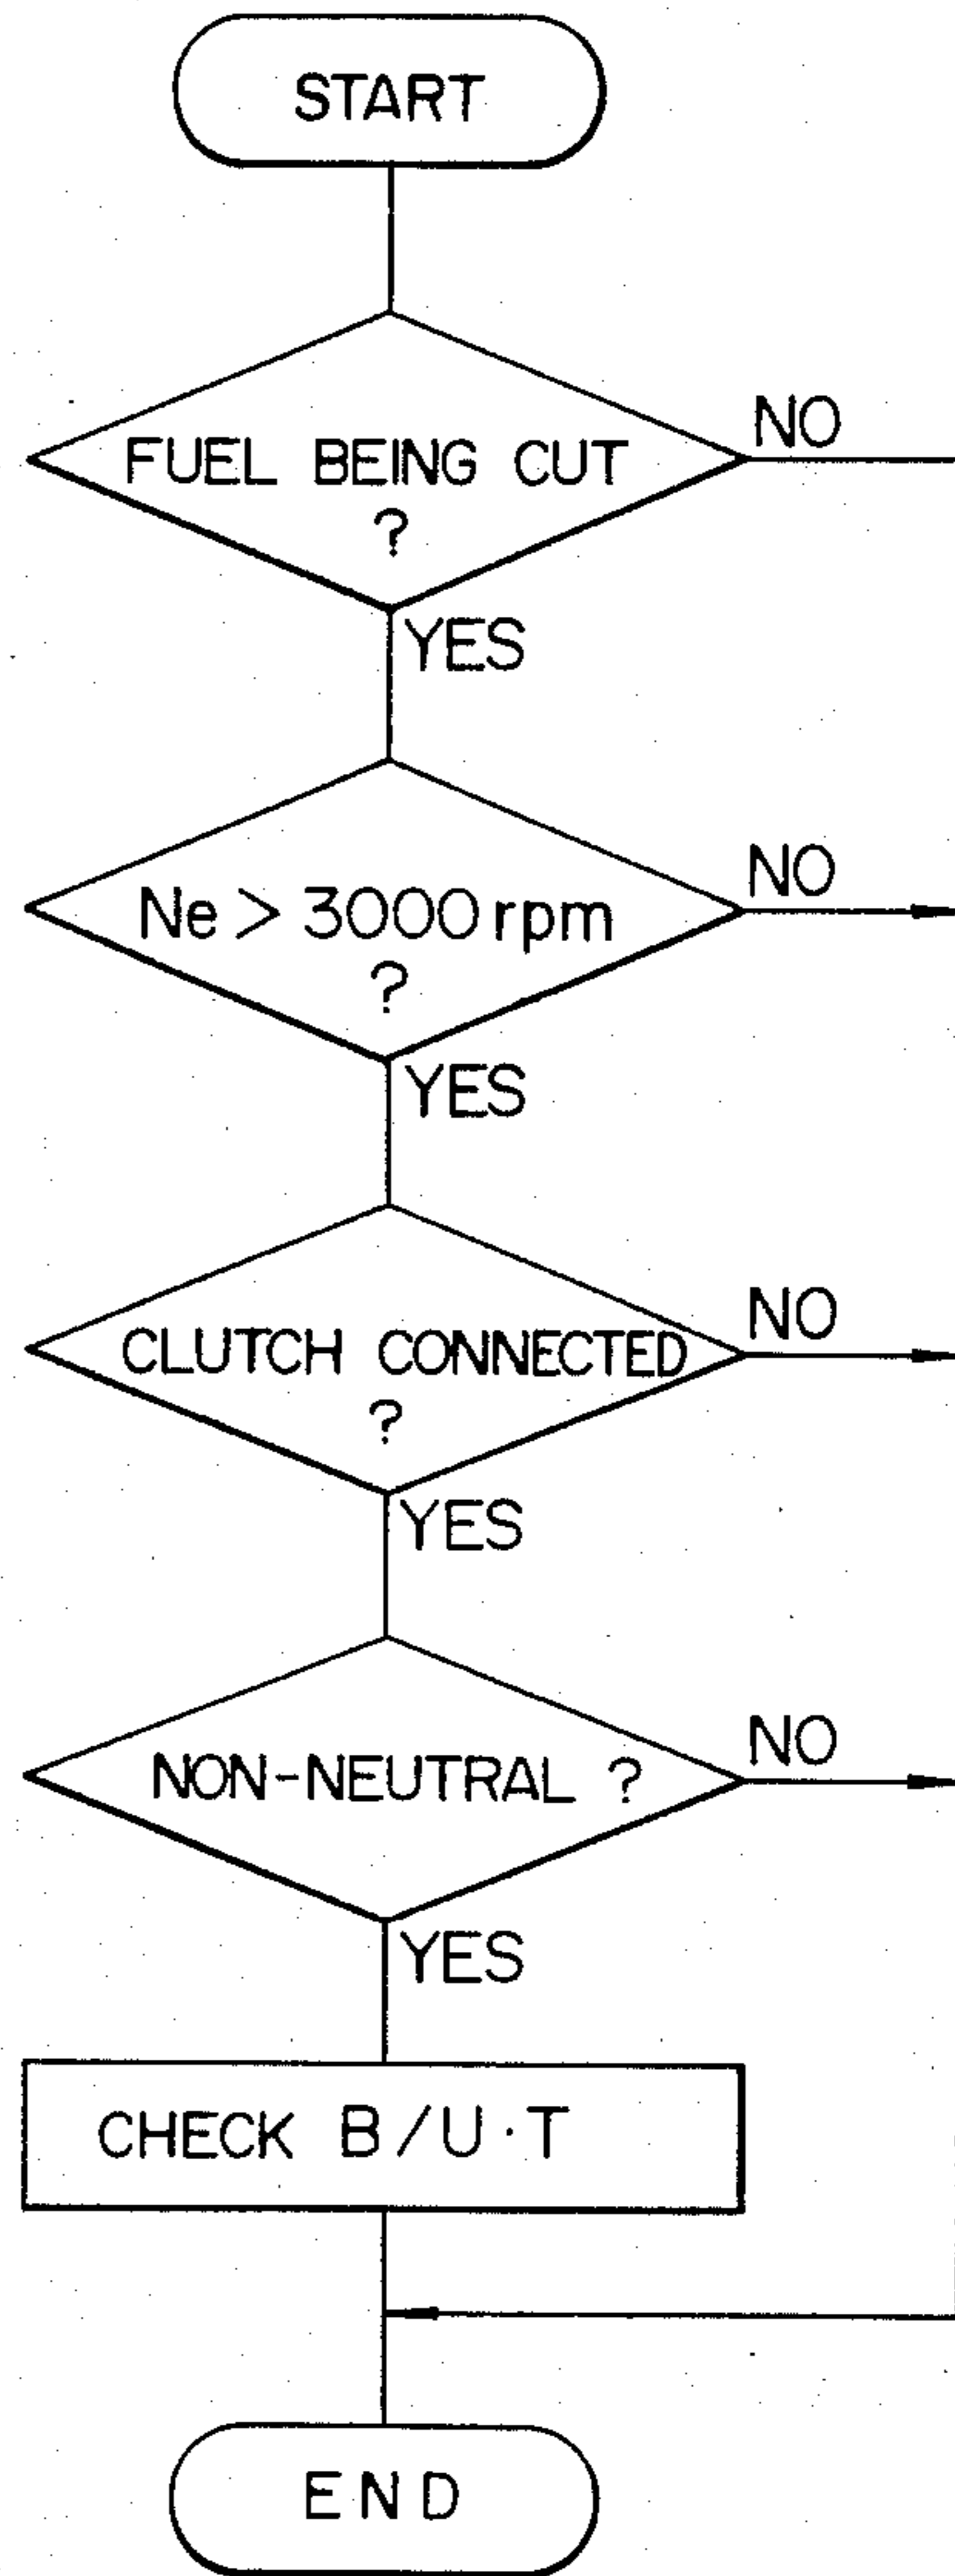 START
FUEL BEING CUT
?
NO
YES
Ne > 3000 rpm
?
NO
YES
CLUTCH CONNECTED
?
NO
YES
NON-NEUTRAL ?
NO
YES
CHECK B/U·T
END